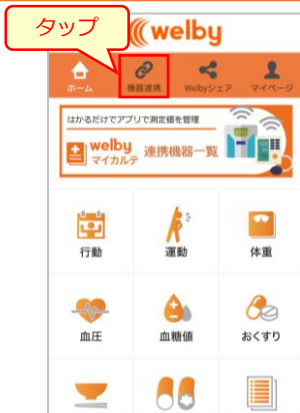 タップ
welby
ホーム
機器連携
Welbyシェア
マイページ
はかるだけでアプリで測定値を管理
welby
マイカルテ
連携機器一覧
行動
運動
体重
血圧
血糖値
おくすり